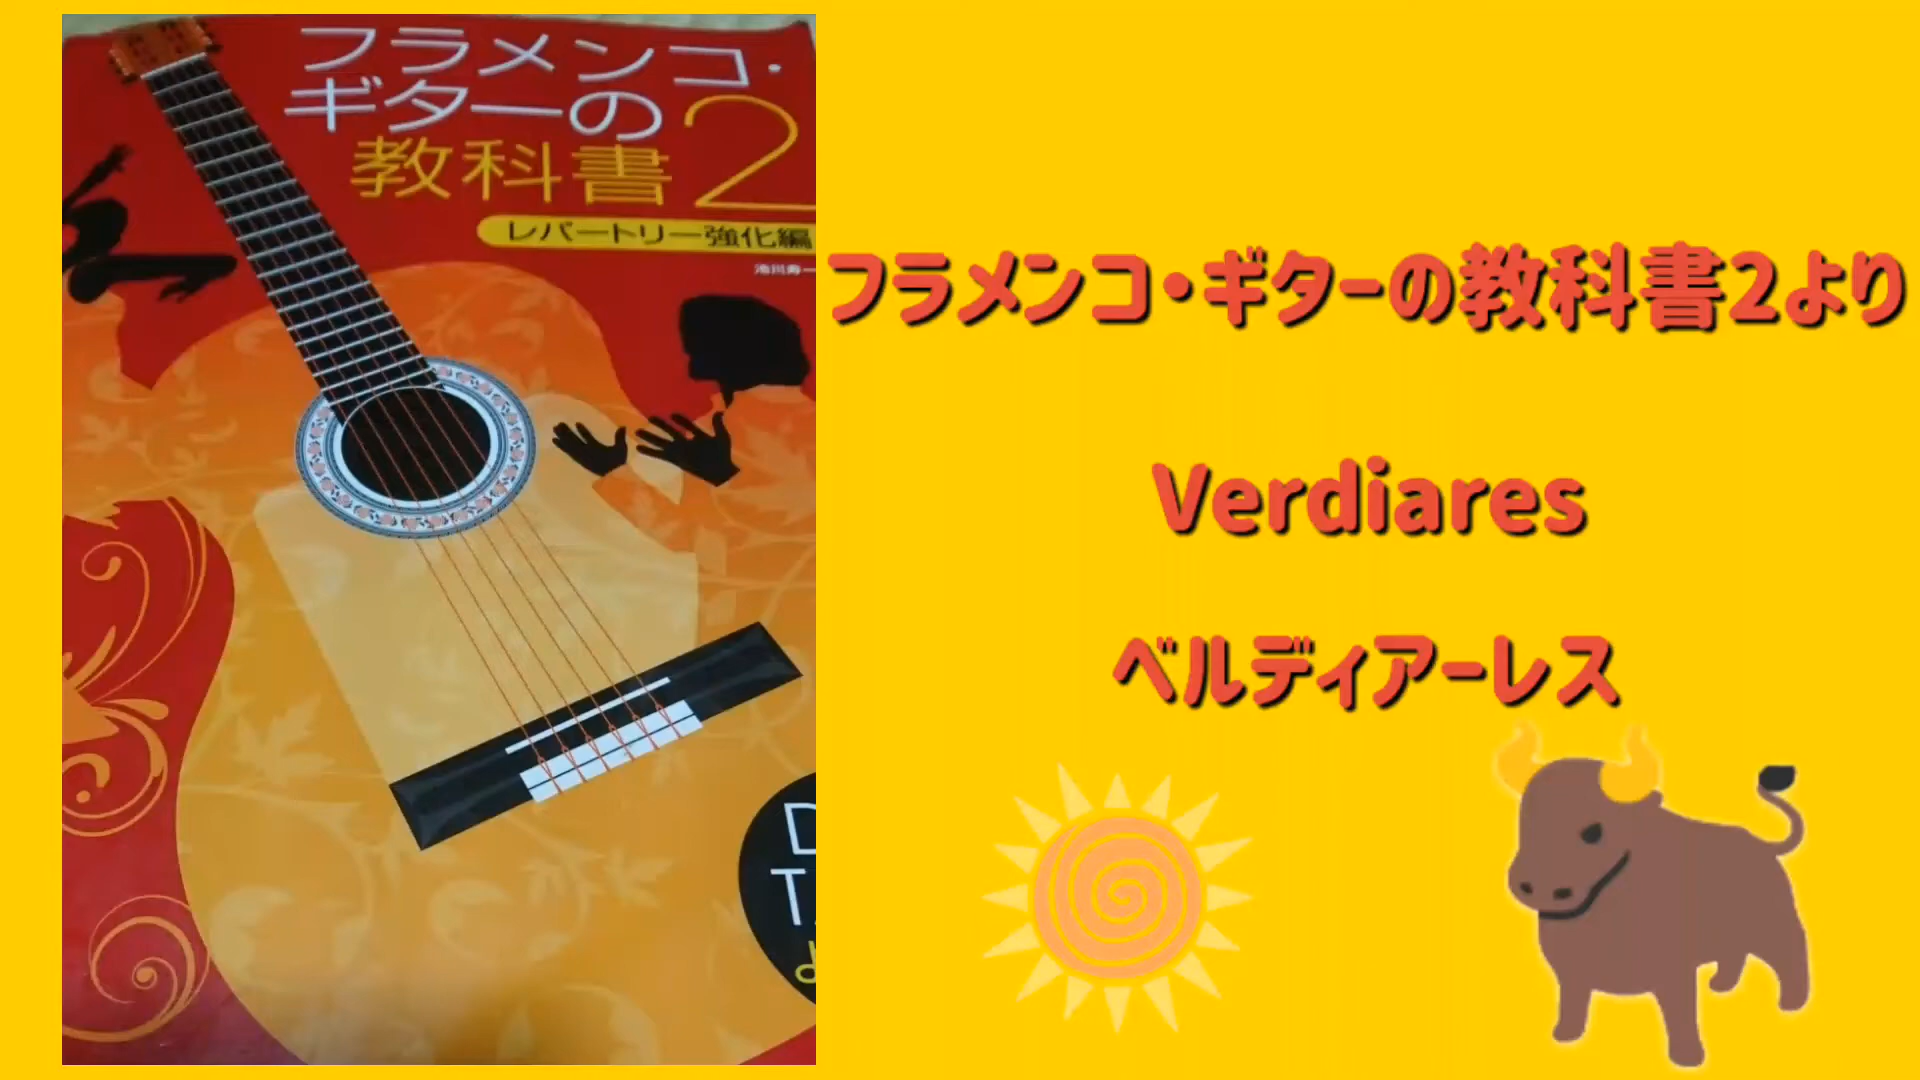 フラメンコ・
ギターの
教科書2
レパートリー強化編
フラメンコ・ギターの教科書2より
Verdiares
ベルディアーレス